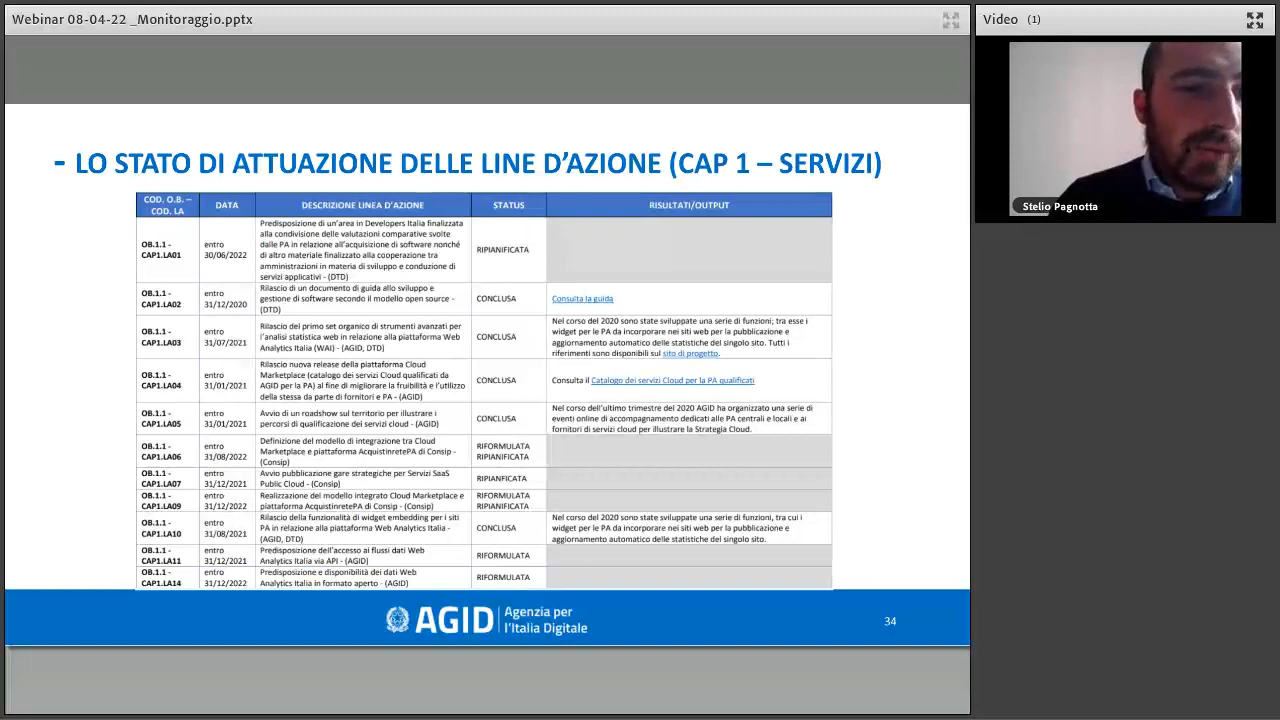 Webinar 08-04-22 _Monitoraggio.pptx
Video (1)
Stelio Pagnotta
- LO STATO DI ATTUAZIONE DELLE LINE D’AZIONE (CAP 1 – SERVIZI)
COD. O.B. –
COD. LA
DATA
DESCRIZIONE LINEA D’AZIONE
STATUS
RISULTATI/OUTPUT
OB.1.1 -
CAP1.LA01
entro
30/06/2022
Predisposizione di un’area in Developers Italia finalizzata
alla condivisione delle valutazioni comparative svolte
dalle PA in relazione all’acquisizione di software nonché
di altro materiale finalizzato alla cooperazione tra
amministrazioni in materia di sviluppo e conduzione di
servizi applicativi - (DTD)
RIPIANIFICATA
OB.1.1 -
CAP1.LA02
entro
31/12/2020
Rilascio di un documento di guida allo sviluppo e
gestione di software secondo il modello open source -
(DTD)
CONCLUSA
Consulta la guida
OB.1.1 -
CAP1.LA03
entro
31/07/2021
Rilascio del primo set organico di strumenti avanzati per
l’analisi statistica web in relazione alla piattaforma Web
Analytics Italia (WAI) - (AGID, DTD)
CONCLUSA
Nel corso del 2020 sono state sviluppate una serie di funzioni; tra esse i
widget per le PA da incorporare nei siti web per la pubblicazione e
aggiornamento automatico delle statistiche del singolo sito. Tutti i
riferimenti sono disponibili sul sito di progetto.
OB.1.1 -
CAP1.LA04
entro
31/01/2021
Rilascio nuova release della piattaforma Cloud
Marketplace (catalogo dei servizi Cloud qualificati da
AGID per la PA) al fine di migliorare la fruibilità e l’utilizzo
della stessa da parte di fornitori e PA - (AGID)
CONCLUSA
Consulta il Catalogo dei servizi Cloud per la PA qualificati
OB.1.1 -
CAP1.LA05
entro
31/01/2021
Avvio di un roadshow sul territorio per illustrare i
percorsi di qualificazione dei servizi cloud - (AGID)
CONCLUSA
Nel corso dell’ultimo trimestre del 2020 AGID ha organizzato una serie di
eventi online di accompagnamento dedicati alle PA centrali e locali e ai
fornitori di servizi cloud per illustrare la Strategia Cloud.
OB.1.1 -
CAP1.LA06
entro
31/08/2022
Definizione del modello di integrazione tra Cloud
Marketplace e piattaforma AcquistinretePA di Consip -
(Consip)
RIFORMULATA
RIPIANIFICATA
OB.1.1 -
CAP1.LA07
entro
31/12/2021
Avvio pubblicazione gare strategiche per Servizi SaaS
Public Cloud - (Consip)
RIPIANFICATA
OB.1.1 -
CAP1.LA09
entro
31/12/2022
Realizzazione del modello integrato Cloud Marketplace e
piattaforma AcquistinretePA di Consip - (Consip)
RIFORMULATA
RIPIANIFICATA
OB.1.1 -
CAP1.LA10
entro
31/08/2021
Rilascio della funzionalità di widget embedding per i siti
PA in relazione alla piattaforma Web Analytics Italia -
(AGID, DTD)
CONCLUSA
Nel corso del 2020 sono state sviluppate una serie di funzioni, tra cui i
widget per le PA da incorporare nei siti web per la pubblicazione e
aggiornamento automatico delle statistiche del singolo sito.
OB.1.1 -
CAP1.LA11
entro
31/12/2021
Predisposizione dell’accesso ai flussi dati Web
Analytics Italia via API - (AGID)
RIFORMULATA
OB.1.1 -
CAP1.LA14
entro
31/12/2022
Predisposizione e disponibilità dei dati Web
Analytics Italia in formato aperto - (AGID)
RIFORMULATA
AGID
Agenzia per
l’Italia Digitale
34